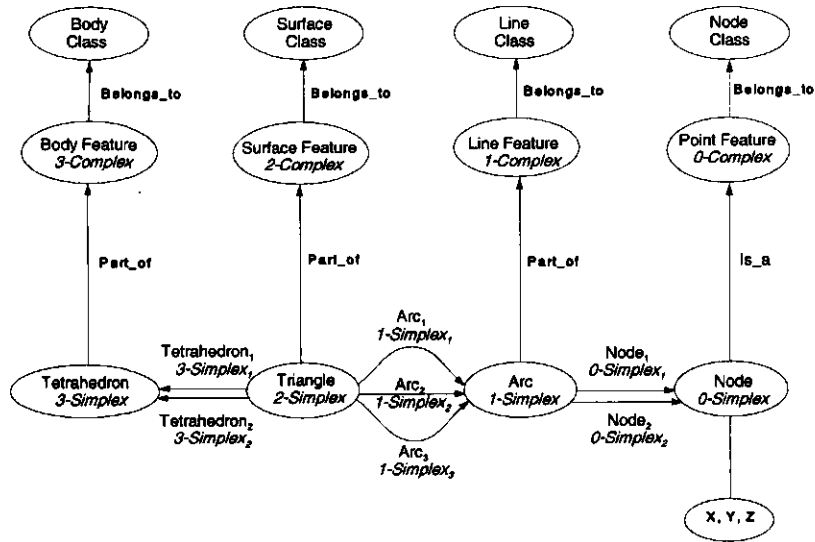 Body
Class
Surface
Class
Line
Class
Node
Class
Belongs_to
Belongs_to
Belongs_to
Belongs_to
Body Feature
3-Complex
Surface Feature
2-Complex
Line Feature
1-Complex
Point Feature
0-Complex
Part_of
Part_of
Part_of
Is_a
Tetrahedron₁
3-Simplex₁
Arc₁
1-Simplex₁
Node₁
0-Simplex₁
Tetrahedron
3-Simplex
Triangle
2-Simplex
Arc₂
1-Simplex₂
Arc
1-Simplex
Node
0-Simplex
Tetrahedron₂
3-Simplex₂
Arc₃
1-Simplex₃
Node₂
0-Simplex₂
X, Y, Z